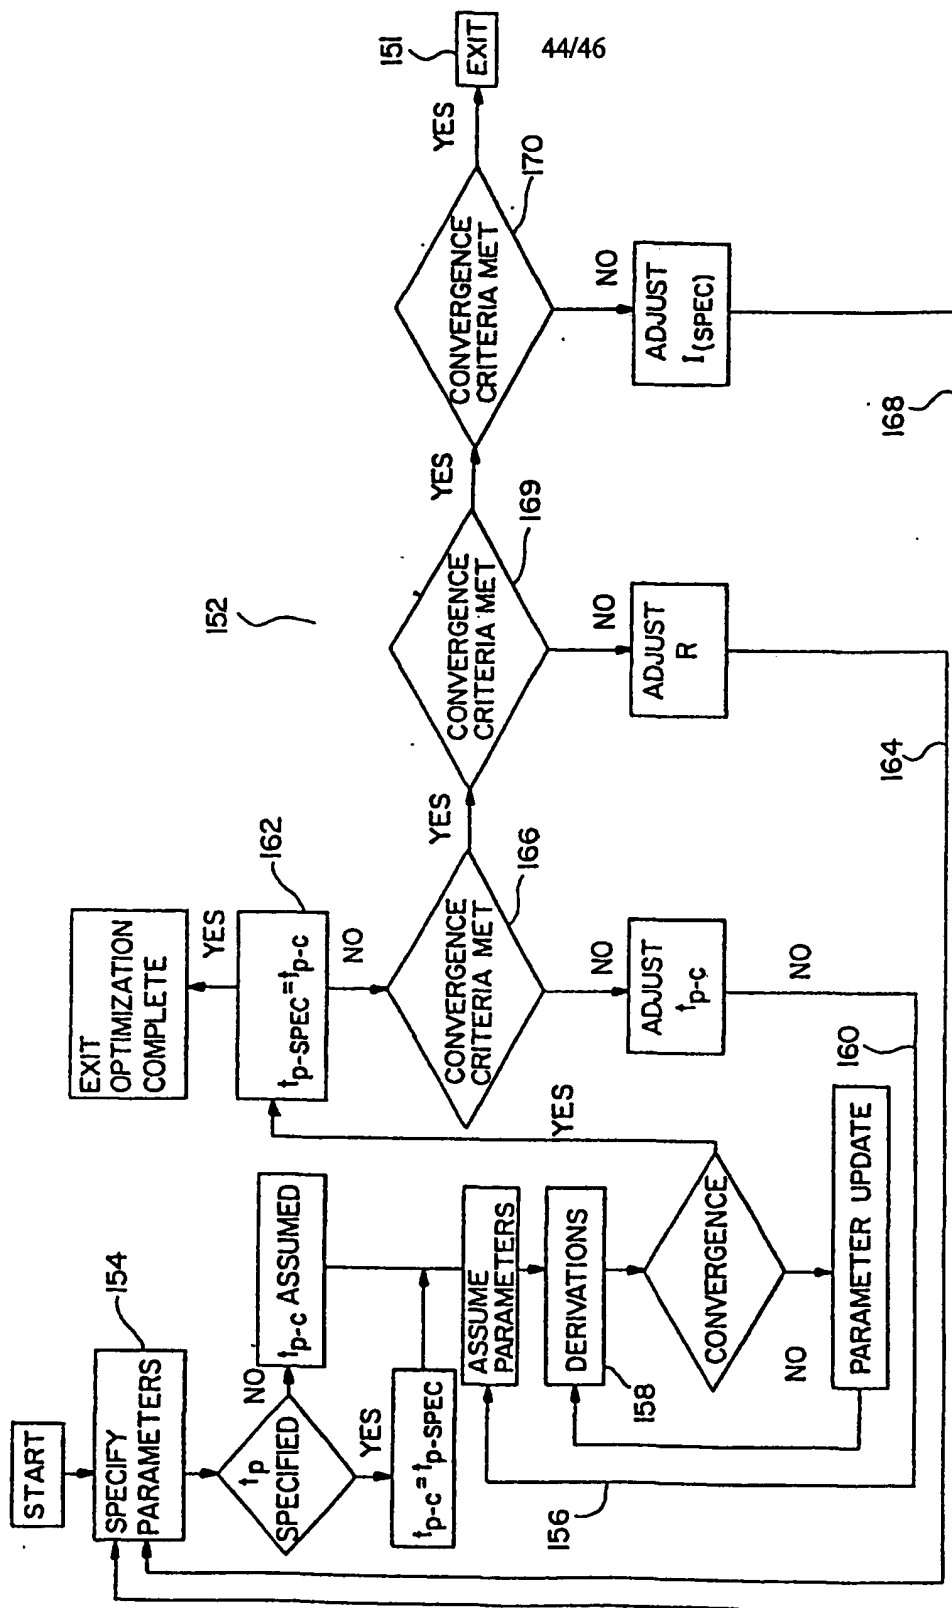 44/46
START
SPECIFY
PARAMETERS
154
tp
SPECIFIED
NO
tp-c ASSUMED
YES
tp-c = tp-SPEC
ASSUME
PARAMETERS
156
DERIVATIONS
158
CONVERGENCE
NO
PARAMETER UPDATE
YES
160
EXIT
OPTIMIZATION
COMPLETE
YES
tp-SPEC = tp-c
162
NO
CONVERGENCE
CRITERIA MET
166
NO
ADJUST
tp-c
NO
YES
152
CONVERGENCE
CRITERIA MET
169
NO
ADJUST
R
164
YES
CONVERGENCE
CRITERIA MET
170
NO
ADJUST
I(SPEC)
168
YES
EXIT
151